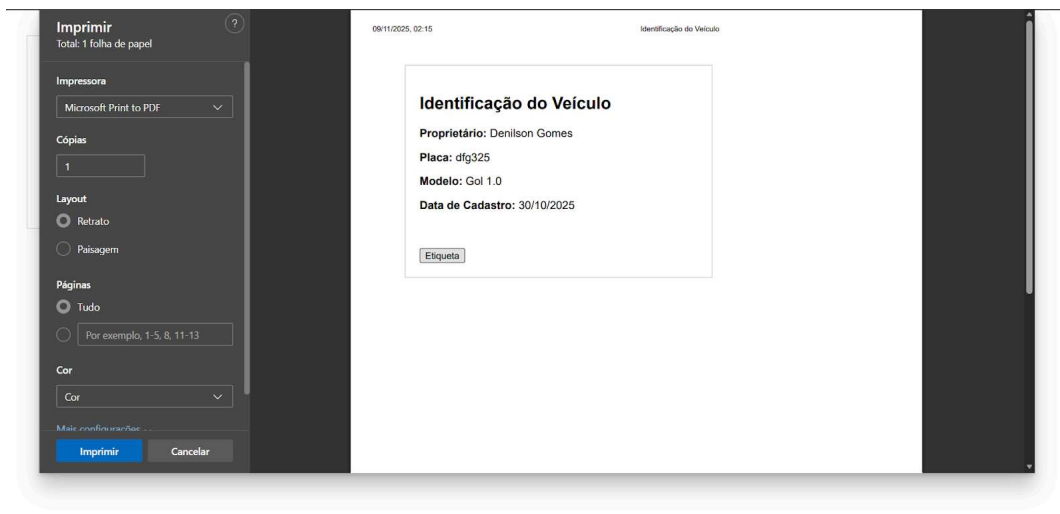 Imprimir
?
Total: 1 folha de papel
Impressora
Microsoft Print to PDF
Cópias
1
Layout
Retrato
Paisagem
Páginas
Tudo
Por exemplo, 1-5, 8, 11-13
Cor
Cor
Mais configurações
Imprimir Cancelar
09/11/2025, 02:15 Identificação do Veículo
Identificação do Veículo
Proprietário: Denilson Gomes
Placa: dfg325
Modelo: Gol 1.0
Data de Cadastro: 30/10/2025
Etiqueta